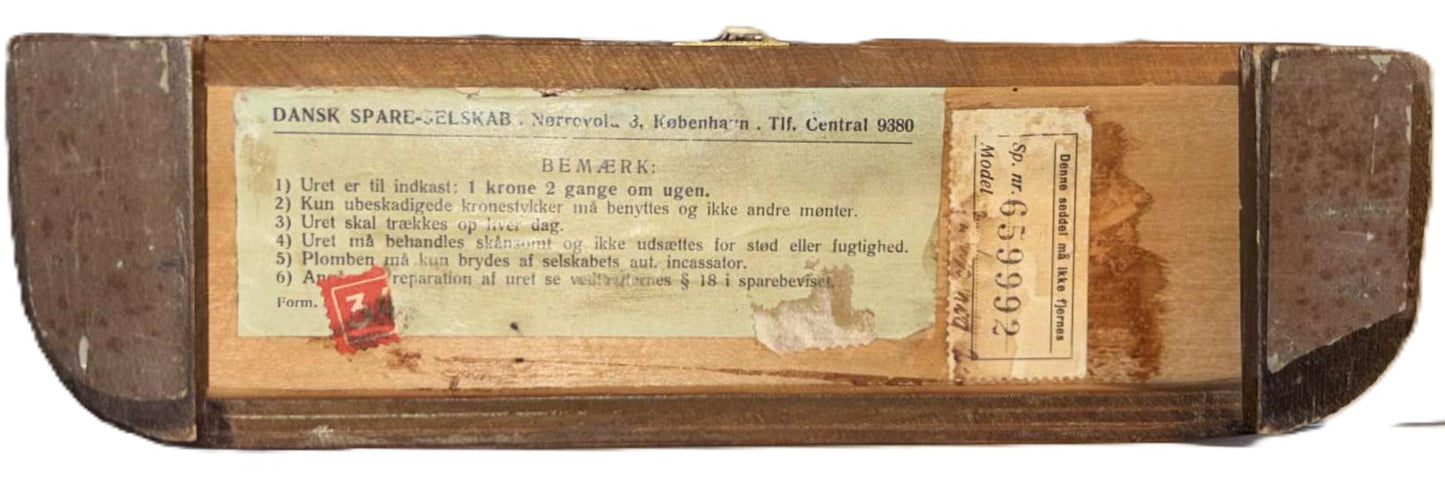 DANSK SPARE-SELSKAB . Nørrevold 3, København . Tlf. Central 9380
BEMÆRK:
1) Uret er til indkast: 1 krone 2 gange om ugen.
2) Kun ubeskadigede kronestykker må benyttes og ikke andre mønter.
3) Uret skal trækkes op hver dag.
4) Uret må behandles skånsomt og ikke udsættes for stød eller fugtighed.
5) Plomben må kun brydes af selskabets aut. incassator.
6) reparation af uret se § 18 i sparebeviset.
Form.
3
Denne seddel må ikke fjernes
Sp. nr. 659992
Model